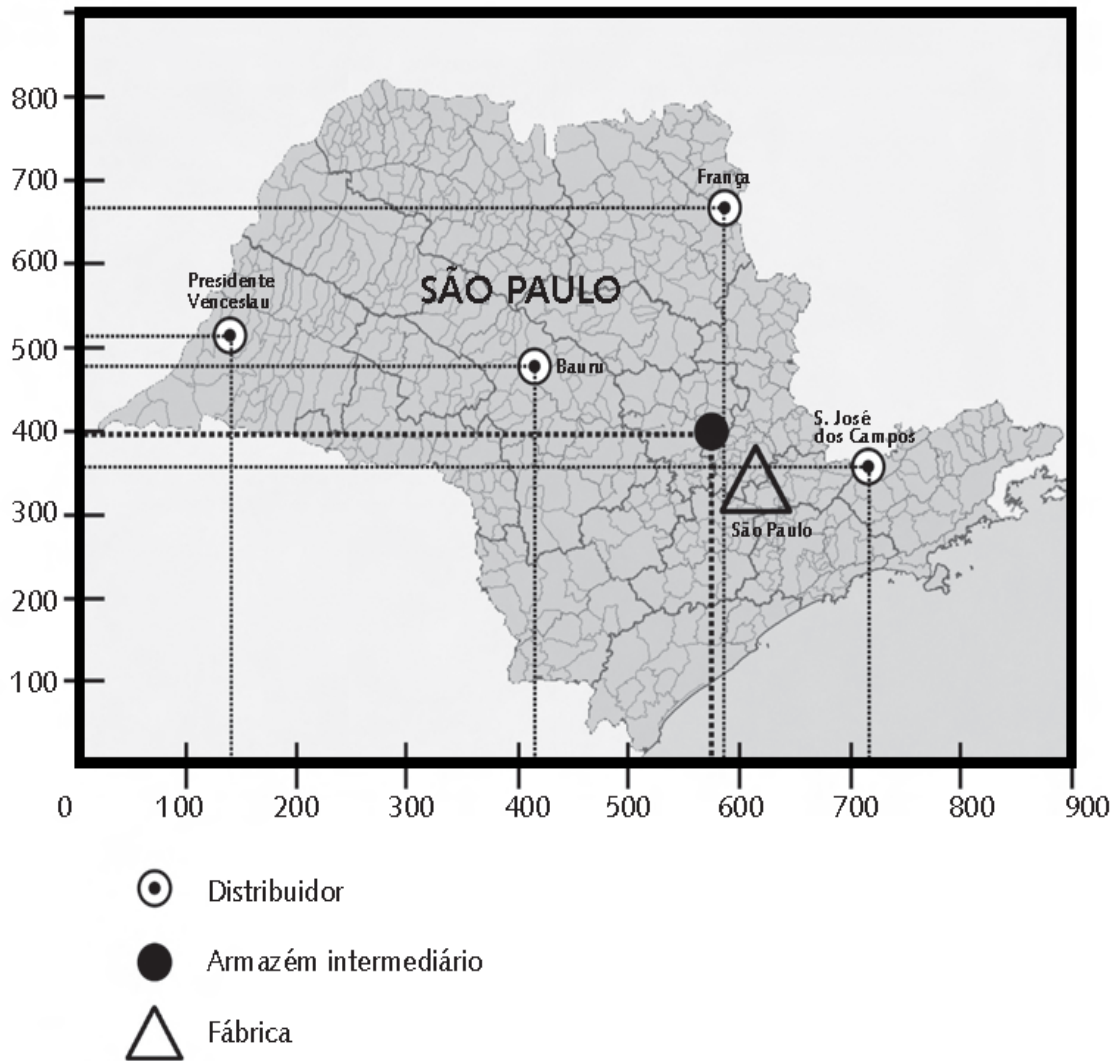 800
700
600
500
400
300
200
100
França
SÃO PAULO
Presidente
Venceslau
Bauru
S. José
dos Campos
São Paulo
0 100 200 300 400 500 600 700 800 900
Distribuidor
Armazém intermediário
Fábrica